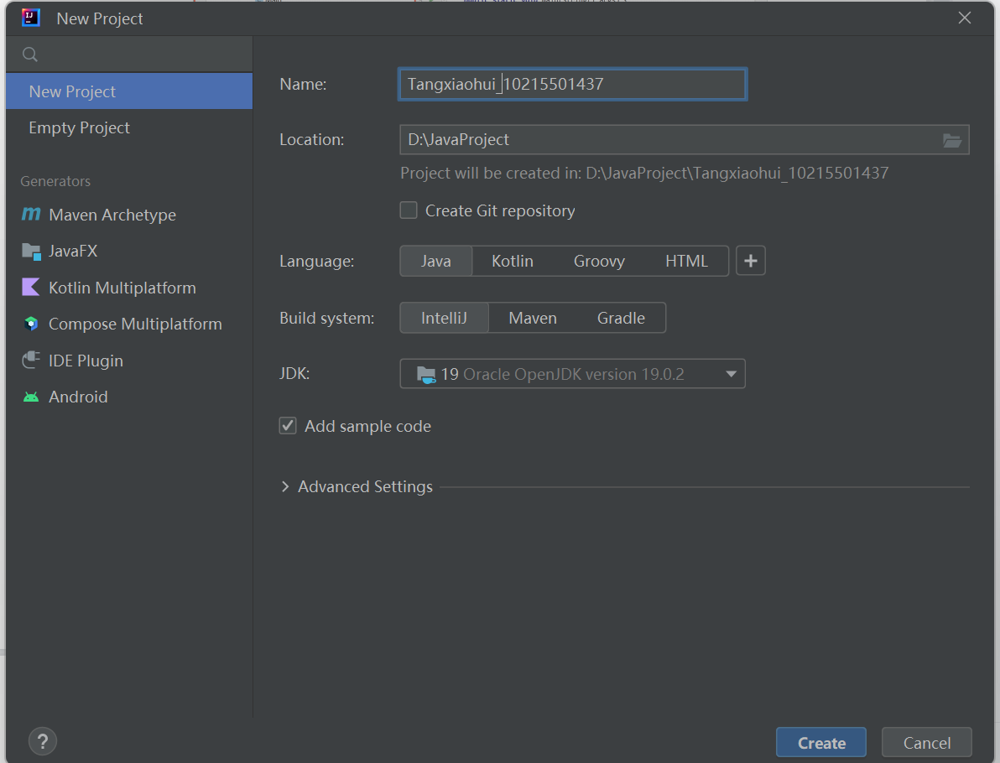 New Project
New Project
Empty Project
Generators
Maven Archetype
JavaFX
Kotlin Multiplatform
Compose Multiplatform
IDE Plugin
Android
Name: Tangxiaohui_10215501437
Location: D:\JavaProject
Project will be created in: D:\JavaProject\Tangxiaohui_10215501437
Create Git repository
Language: Java Kotlin Groovy HTML +
Build system: IntelliJ Maven Gradle
JDK: 19 Oracle OpenJDK version 19.0.2
Add sample code
Advanced Settings
? Create Cancel